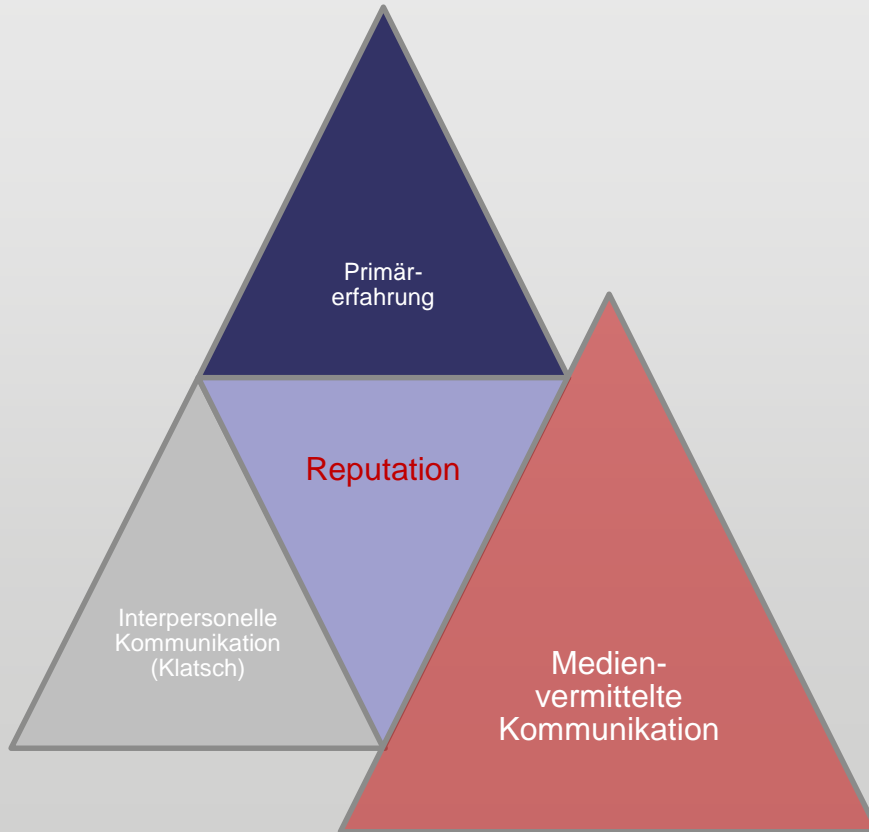 Primär-
erfahrung
Reputation
Interpersonelle
Kommunikation
(Klatsch)
Medien-
vermittelte
Kommunikation